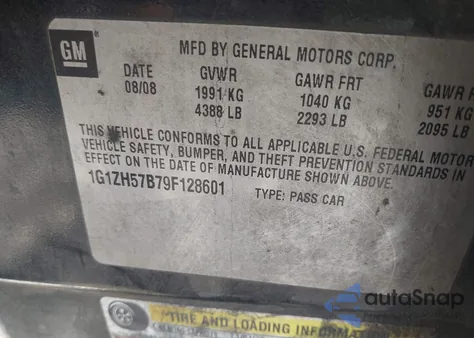 GM
MFD BY GENERAL MOTORS CORP.
DATE GVWR GAWR FRT GAWR
08/08 1991 KG 1040 KG 951 KG
4388 LB 2293 LB 2095 LB
THIS VEHICLE CONFORMS TO ALL APPLICABLE U.S. FEDERAL MOTOR
VEHICLE SAFETY, BUMPER, AND THEFT PREVENTION STANDARDS IN
EFFECT ON THE DATE OF MANUFACTURE SHOWN ABOVE.
1G1ZH57B79F128601 TYPE: PASS CAR
autoSnap
TIRE AND LOADING INFORMATION